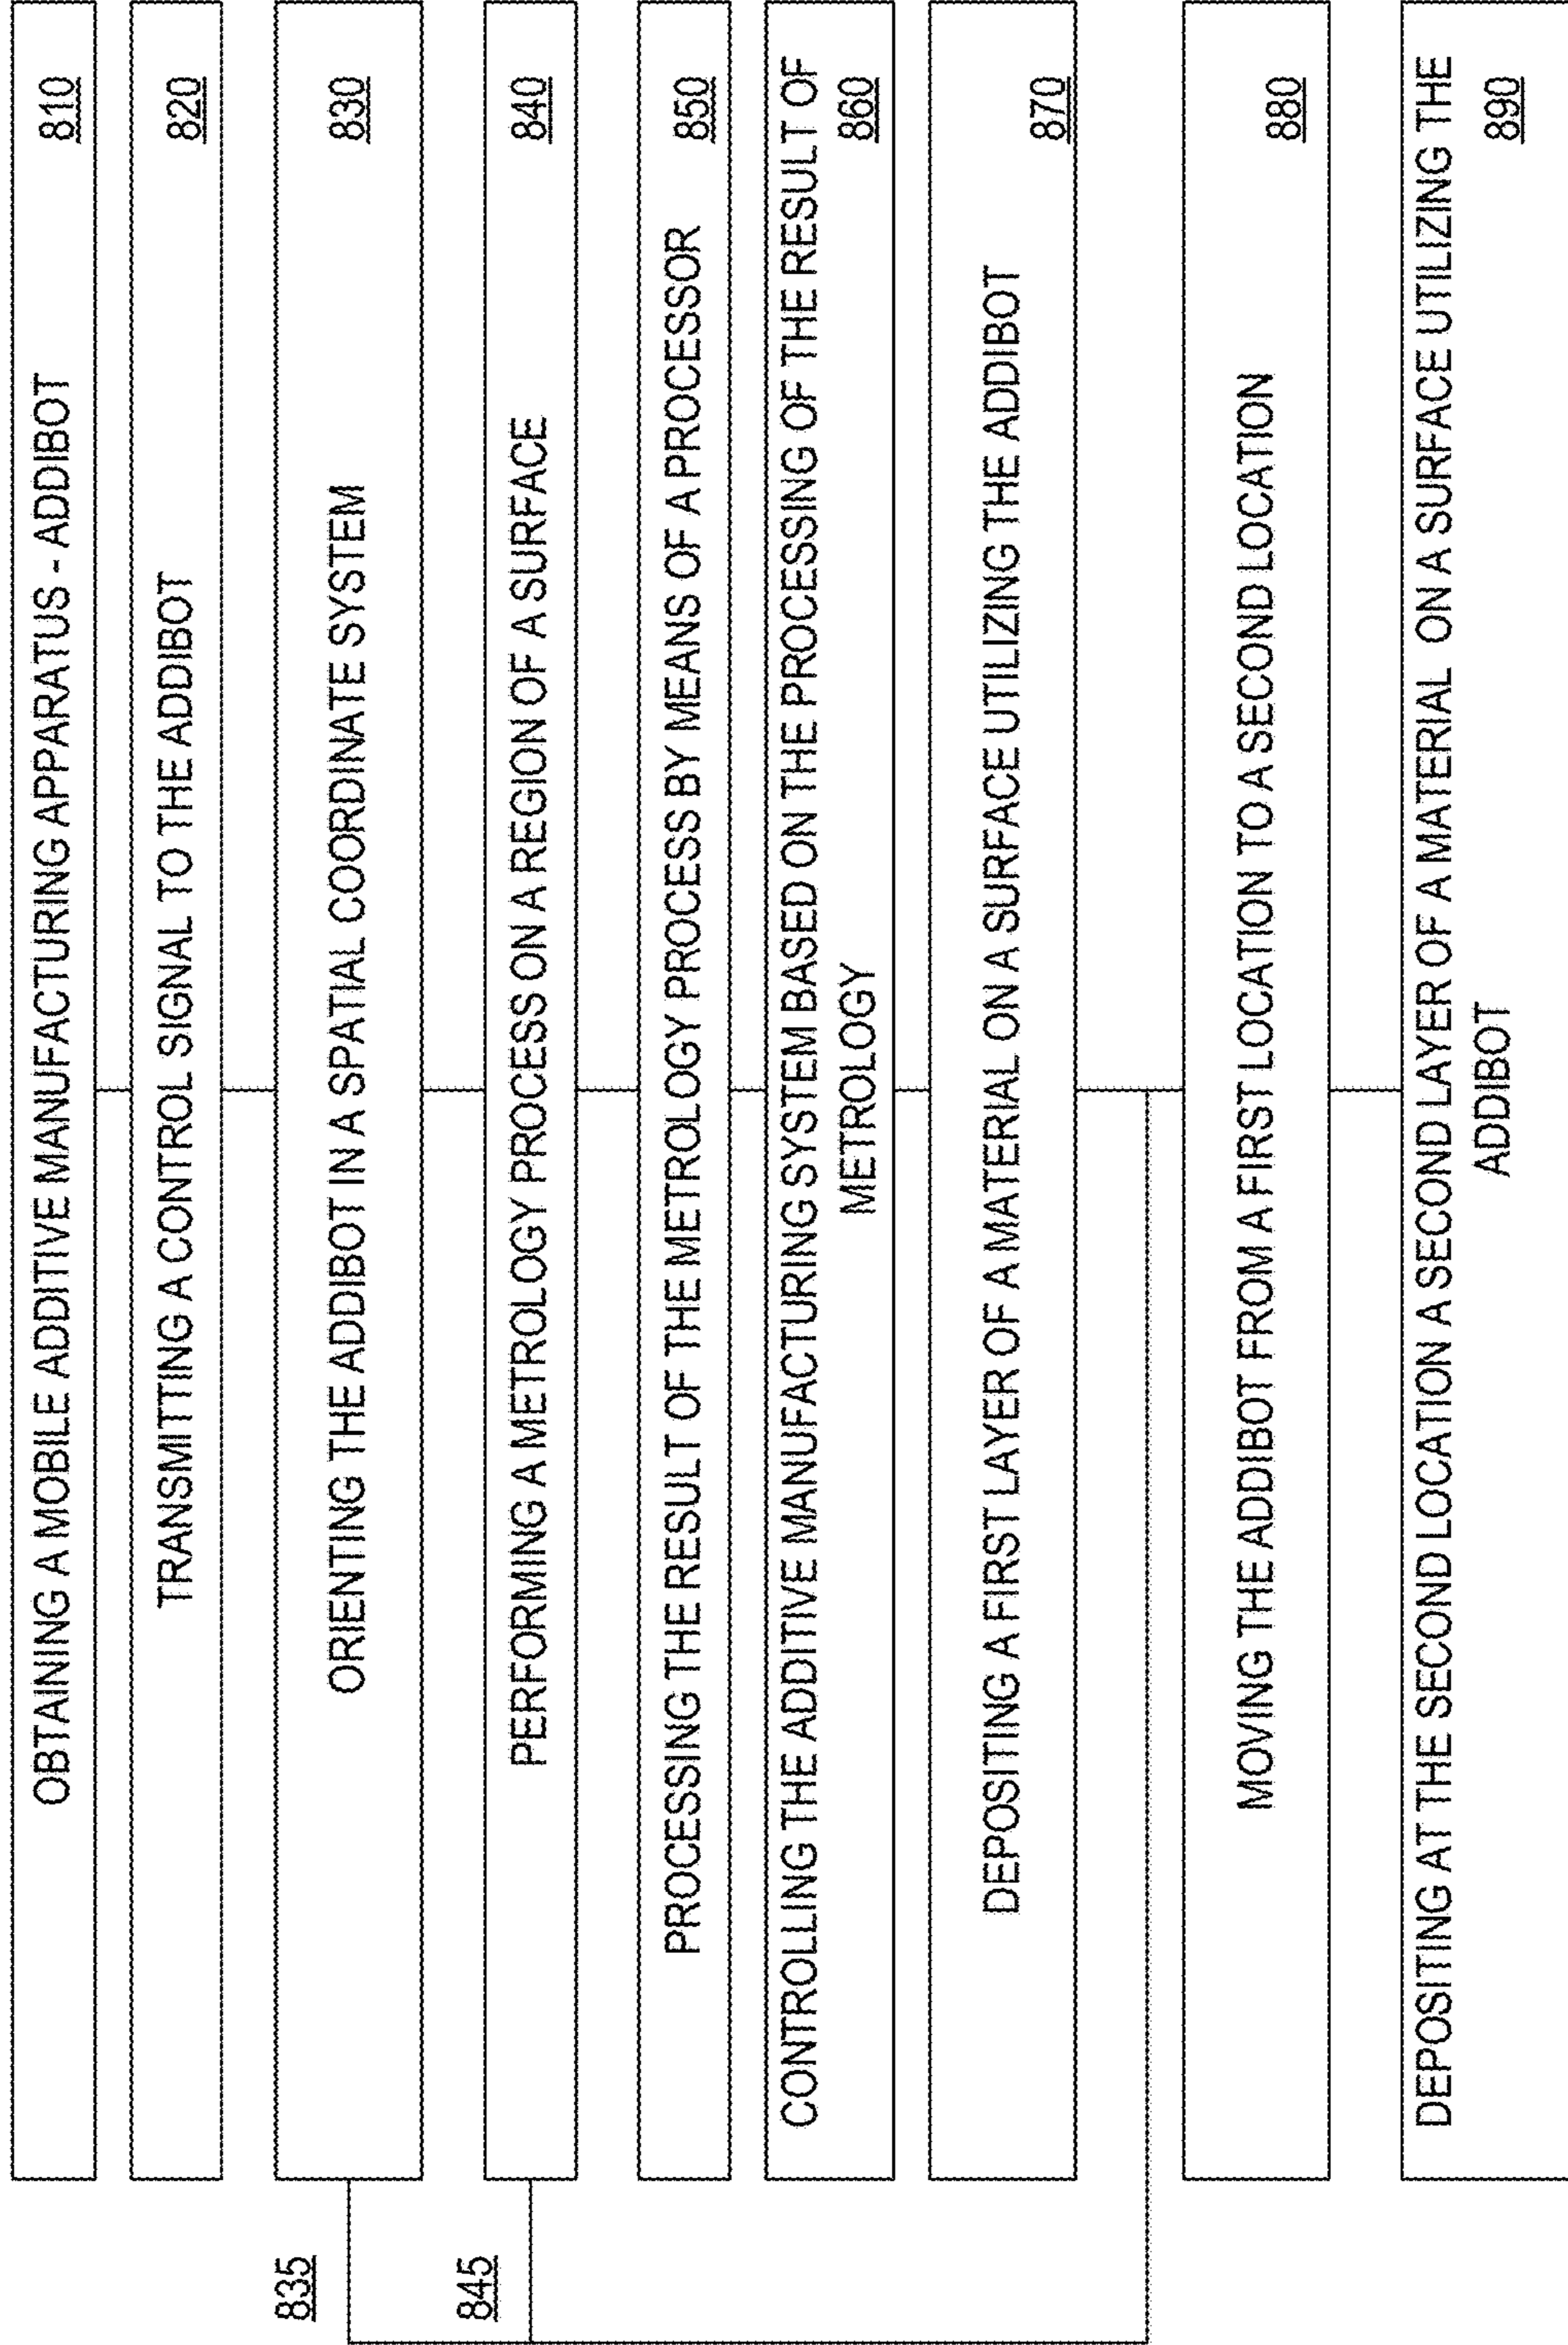 OBTAINING A MOBILE ADDITIVE MANUFACTURING APPARATUS - ADDIBOT
810
TRANSMITTING A CONTROL SIGNAL TO THE ADDIBOT
820
835
ORIENTING THE ADDIBOT IN A SPATIAL COORDINATE SYSTEM
830
845
PERFORMING A METROLOGY PROCESS ON A REGION OF A SURFACE
840
PROCESSING THE RESULT OF THE METROLOGY PROCESS BY MEANS OF A PROCESSOR
850
CONTROLLING THE ADDITIVE MANUFACTURING SYSTEM BASED ON THE PROCESSING OF THE RESULT OF
METROLOGY
860
DEPOSITING A FIRST LAYER OF A MATERIAL ON A SURFACE UTILIZING THE ADDIBOT
870
MOVING THE ADDIBOT FROM A FIRST LOCATION TO A SECOND LOCATION
880
DEPOSITING AT THE SECOND LOCATION A SECOND LAYER OF A MATERIAL ON A SURFACE UTILIZING THE
ADDIBOT
890